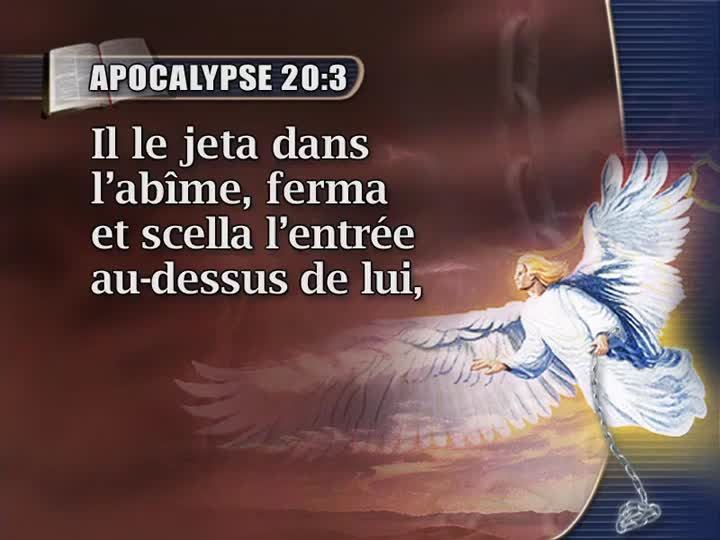 APOCALYPSE 20:3
Il le jeta dans
l’abîme, ferma
et scella l’entrée
au-dessus de lui,